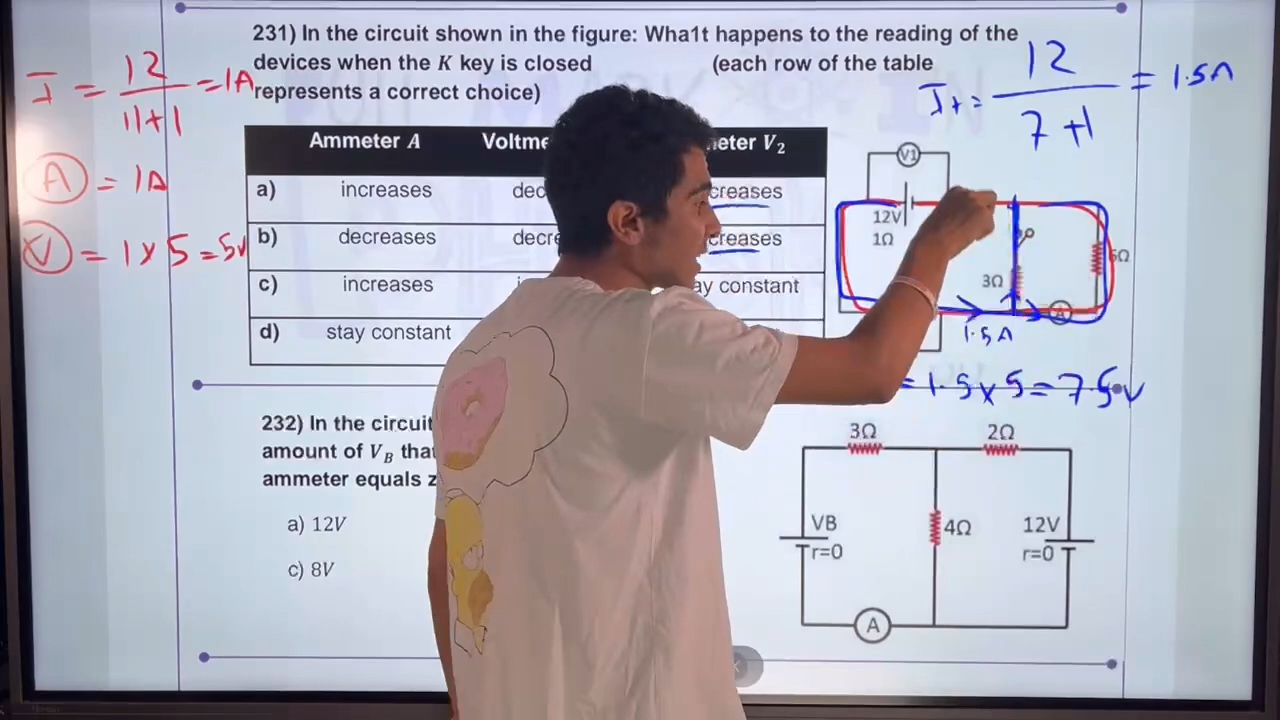 231) In the circuit shown in the figure: Wha1t happens to the reading of the
devices when the K key is closed (each row of the table
represents a correct choice)
Ammeter A Voltme eter V₂
a) increases dec creases
b) decreases decre creases
c) increases ay constant
d) stay constant
I = 12 / 11+1 = 1A
A = 1A
V = 1 x 5 = 5v
I+ = 12 / 7+1 = 1.5A
V1
12V
1Ω
3Ω
A
1.5A
= 1.5 x 5 = 7.5v
232) In the circuit
amount of V_B tha
ammeter equals z
a) 12V
c) 8V
3Ω 2Ω
VB 4Ω 12V
r=0 r=0
A